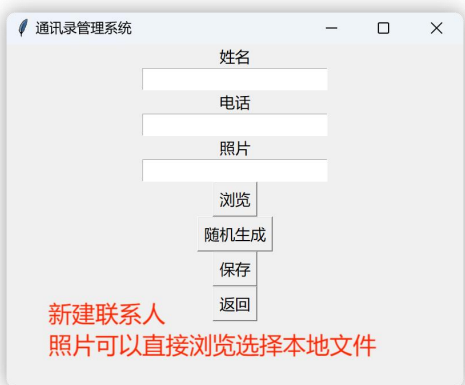 通讯录管理系统
姓名
电话
照片
浏览
随机生成
保存
返回
新建联系人
照片可以直接浏览选择本地文件